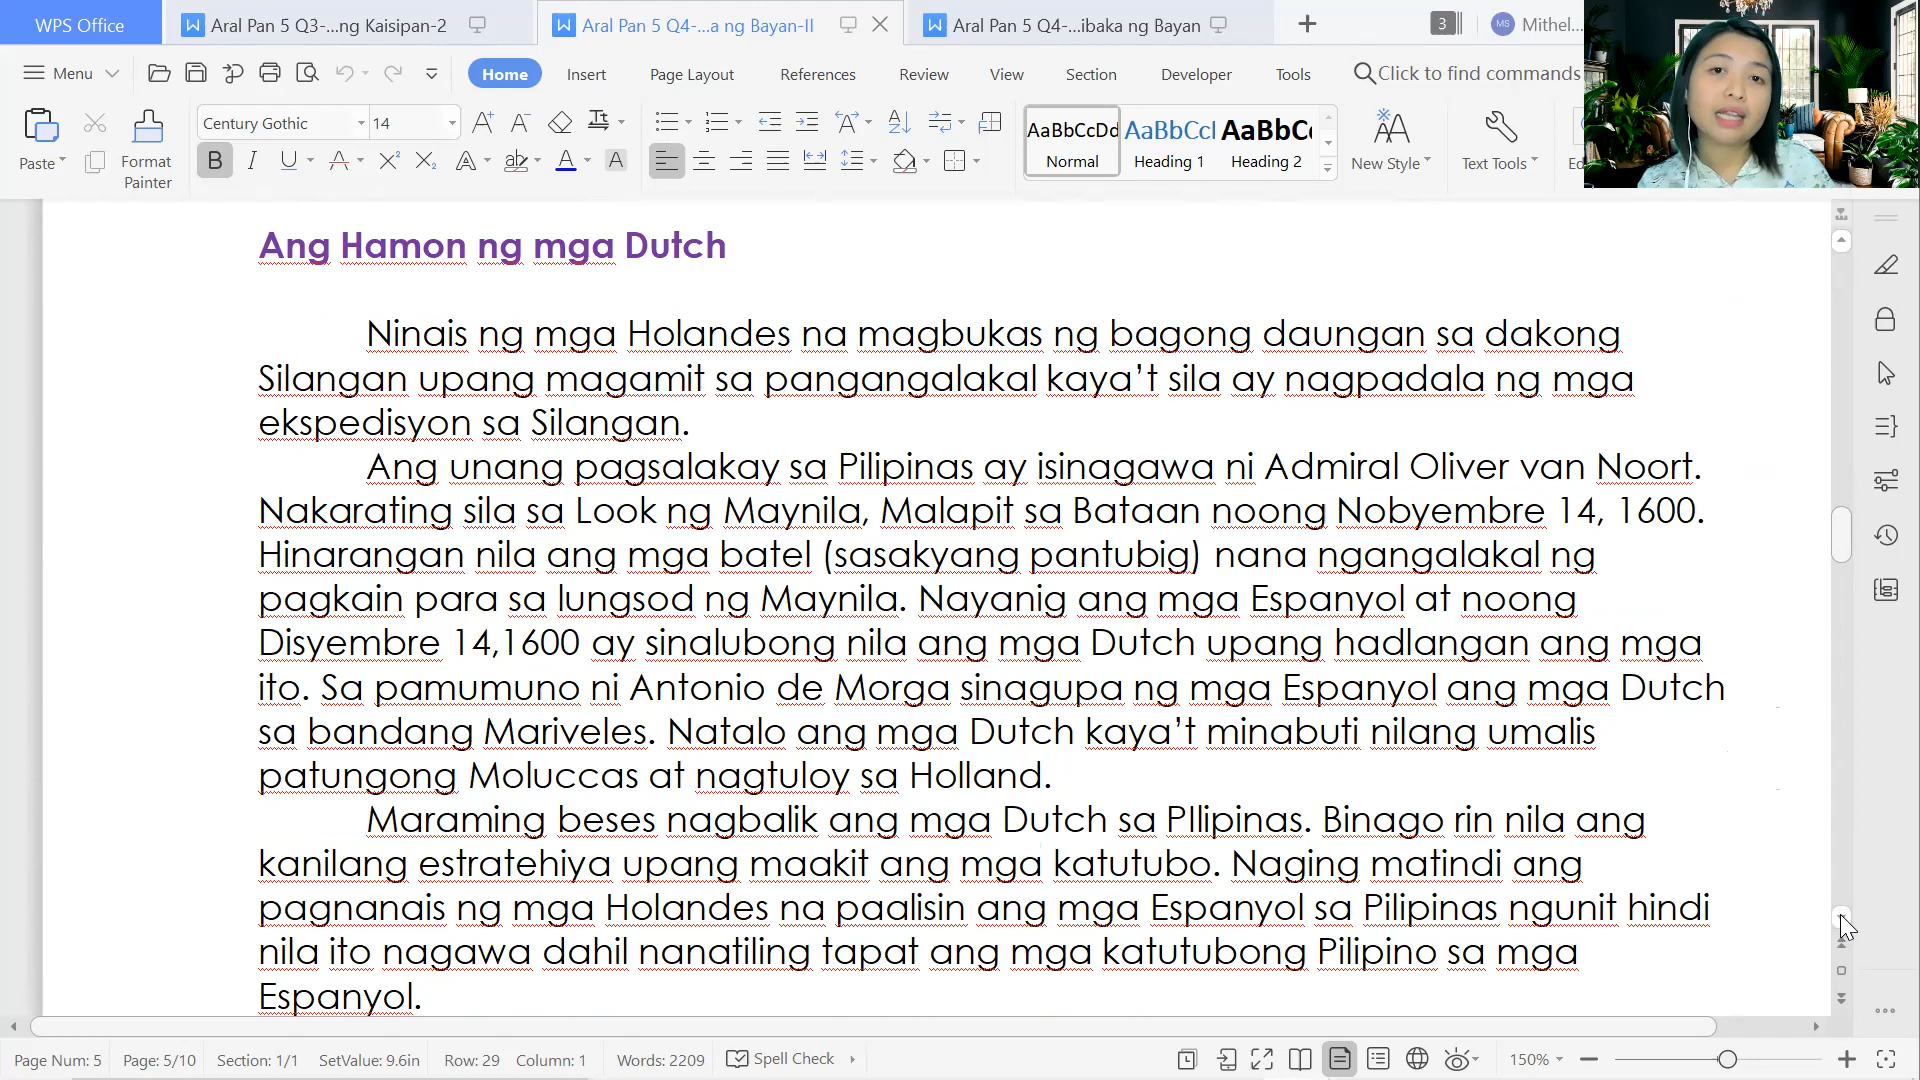 WPS Office
Aral Pan 5 Q3-...ng Kaisipan-2
Aral Pan 5 Q4-...a ng Bayan-II
Aral Pan 5 Q4-...ibaka ng Bayan
3
MS
Mithel...
Menu
Home
Insert
Page Layout
References
Review
View
Section
Developer
Tools
Click to find commands
Paste
Format
Painter
Century Gothic
14
AaBbCcDd
Normal
AaBbCcl
Heading 1
AaBbCc
Heading 2
New Style
Text Tools
Ang Hamon ng mga Dutch
Ninais ng mga Holandes na magbukas ng bagong daungan sa dakong
Silangan upang magamit sa pangangalakal kaya’t sila ay nagpadala ng mga
ekspedisyon sa Silangan.
Ang unang pagsalakay sa Pilipinas ay isinagawa ni Admiral Oliver van Noort.
Nakarating sila sa Look ng Maynila, Malapit sa Bataan noong Nobyembre 14, 1600.
Hinarangan nila ang mga batel (sasakyang pantubig) nana ngangalakal ng
pagkain para sa lungsod ng Maynila. Nayanig ang mga Espanyol at noong
Disyembre 14,1600 ay sinalubong nila ang mga Dutch upang hadlangan ang mga
ito. Sa pamumuno ni Antonio de Morga sinagupa ng mga Espanyol ang mga Dutch
sa bandang Mariveles. Natalo ang mga Dutch kaya’t minabuti nilang umalis
patungong Moluccas at nagtuloy sa Holland.
Maraming beses nagbalik ang mga Dutch sa PIlipinas. Binago rin nila ang
kanilang estratehiya upang maakit ang mga katutubo. Naging matindi ang
pagnanais ng mga Holandes na paalisin ang mga Espanyol sa Pilipinas ngunit hindi
nila ito nagawa dahil nanatiling tapat ang mga katutubong Pilipino sa mga
Espanyol.
Page Num: 5
Page: 5/10
Section: 1/1
SetValue: 9.6in
Row: 29
Column: 1
Words: 2209
Spell Check
150%